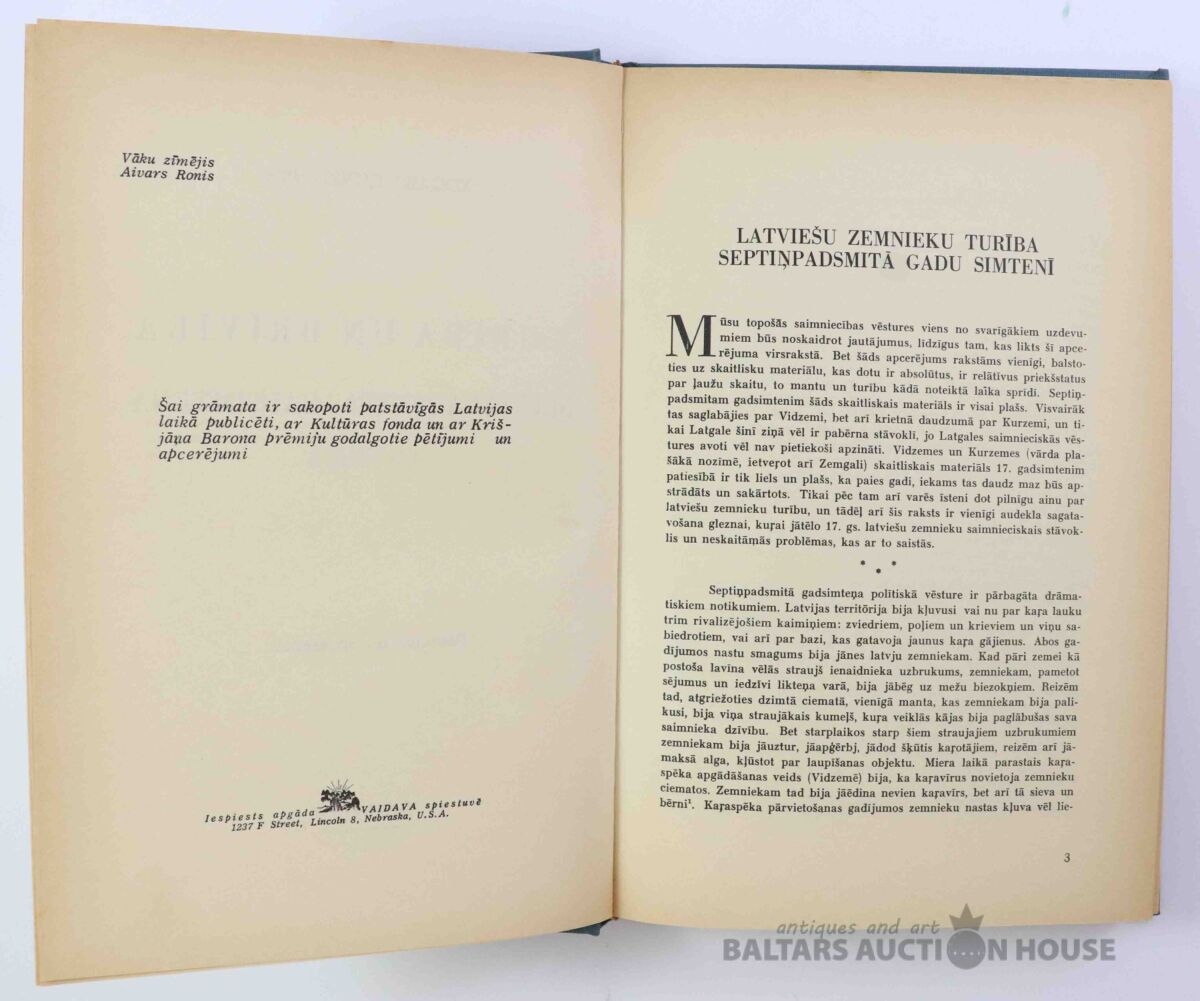 Vāku zīmējis
Aivars Ronis
Šai grāmata ir sakopoti patstāvīgās Latvijas
laikā publicēti, ar Kultūras fonda un ar Kriš-
jāņa Barona prēmiju godalgotie pētījumi un
apcerējumi
Iespiests apgāda VAIDAVA spiestuvē
1237 F Street, Lincoln 8, Nebraska, U.S.A.
LATVIEŠU ZEMNIEKU TURĪBA
SEPTIŅPADSMITĀ GADU SIMTENĪ
Mūsu topošās saimniecības vēstures viens no svarīgākiem uzdevu-
miem būs noskaidrot jautājumus, līdzīgus tam, kas likts šī apce-
rējuma virsrakstā. Bet šāds apcerējums rakstāms vienīgi, balsto-
ties uz skaitlisku materiālu, kas dotu ir absolūtus, ir relātīvus priekšstatus
par ļaužu skaitu, to mantu un turību kādā noteiktā laika sprīdī. Septiņ-
padsmitam gadsimtenim šāds skaitliskais materiāls ir visai plašs. Visvairāk
tas saglabājies par Vidzemi, bet arī krietnā daudzumā par Kurzemi, un ti-
kai Latgale šinī ziņā vēl ir pabērna stāvoklī, jo Latgales saimnieciskās vēs-
tures avoti vēl nav pietiekoši apzināti. Vidzemes un Kurzemes (vārda pla-
šākā nozīmē, ietveŗot arī Zemgali) skaitliskais materiāls 17. gadsimtenim
patiesībā ir tik liels un plašs, ka paies gadi, iekams tas daudz maz būs ap-
strādāts un sakārtots. Tikai pēc tam arī varēs īsteni dot pilnīgu ainu par
latviešu zemnieku turību, un tādēļ arī šis raksts ir vienīgi audekla sagata-
vošana gleznai, kuŗai jātēlo 17. gs. latviešu zemnieku saimnieciskais stāvok-
lis un neskaitāmās problēmas, kas ar to saistās.
* * *
Septiņpadsmitā gadsimteņa polītiskā vēsture ir pārbagāta drāma-
tiskiem notikumiem. Latvijas territōrija bija kļuvusi vai nu par kaŗa lauku
trim rivalizējošiem kaimiņiem: zviedriem, poļiem un krieviem un viņu sa-
biedrotiem, vai arī par bazi, kas gatavoja jaunus kaŗa gājienus. Abos ga-
dījumos nastu smagums bija jānes latvju zemniekam. Kad pāri zemei kā
postoša lavīna vēlās straujš ienaidnieka uzbrukums, zemniekam, pametot
sējumus un iedzīvi likteņa varā, bija jābēg uz mežu biezokņiem. Reizēm
tad, atgriežoties dzimtā ciematā, vienīgā manta, kas zemniekam bija pali-
kusi, bija viņa straujākais kumeļš, kuŗa veiklās kājas bija paglābušas sava
saimnieka dzīvību. Bet starplaikos starp šiem straujajiem uzbrukumiem
zemniekam bija jāuztur, jāapģērbj, jādod šķūtis kaŗotājiem, reizēm arī jā-
maksā alga, kļūstot par laupīšanas objektu. Miera laikā parastais kaŗa-
spēka apgādāšanas veids (Vidzemē) bija, ka kaŗavīrus novietoja zemnieku
ciematos. Zemniekam tad bija jāēdina nevien kaŗavīrs, bet arī tā sieva un
bērni¹. Kaŗaspēka pārvietošanas gadījumos zemnieku nastas kļuva vēl lie-
3
antiques and art
BALTARS AUCTION HOUSE